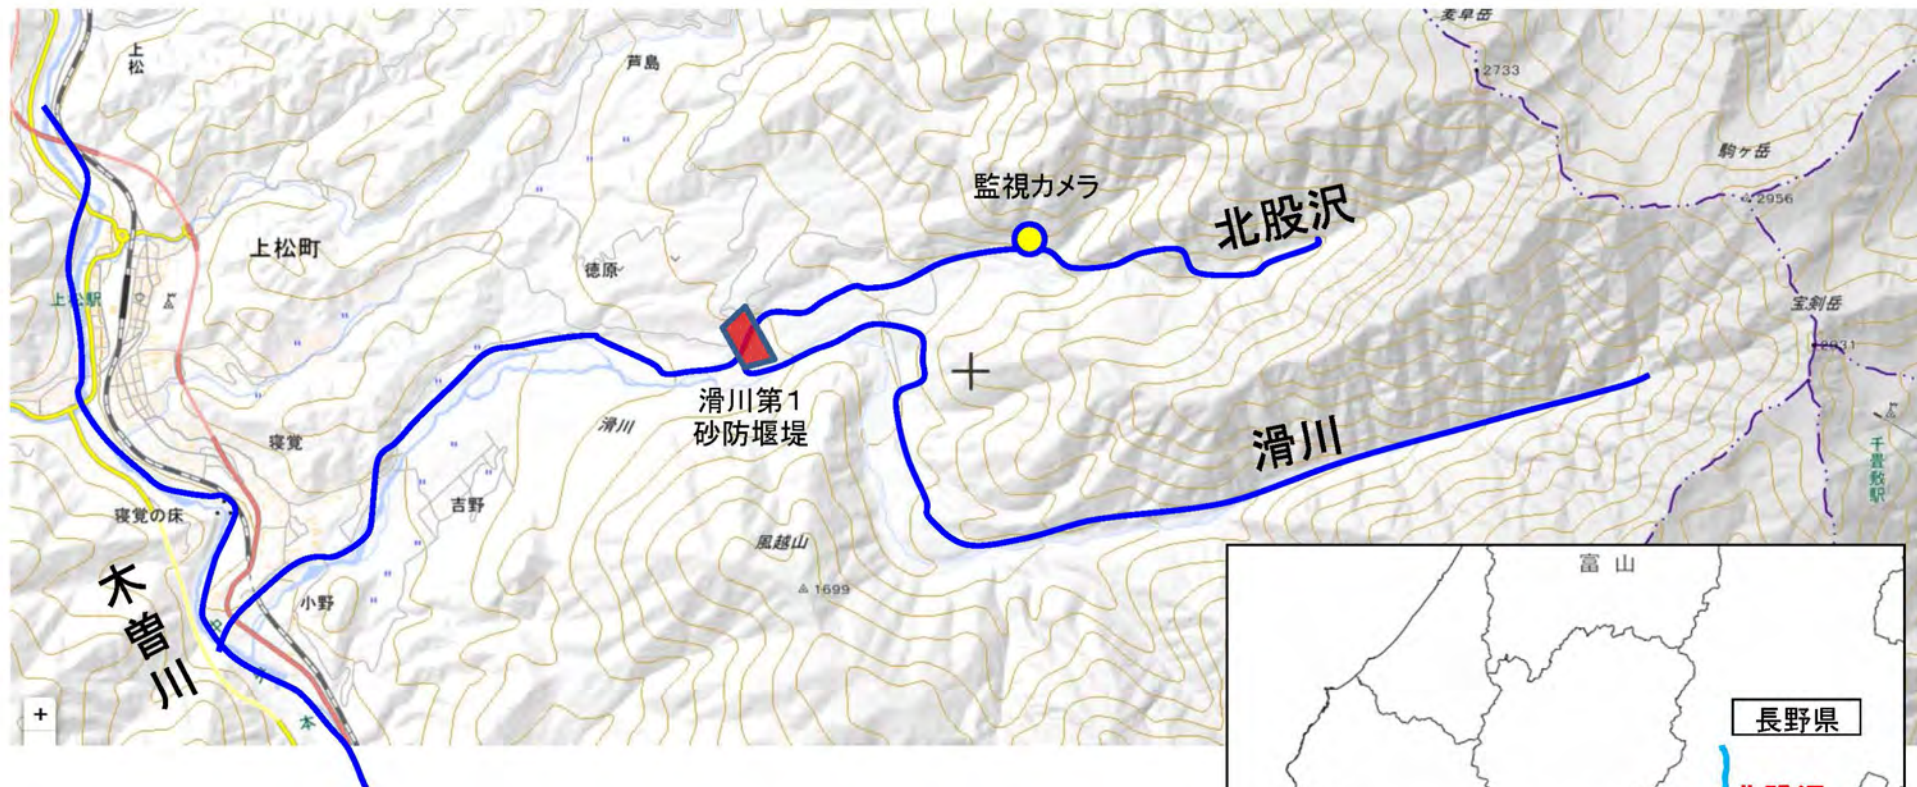 麦草岳
上松
芦島
2733
駒ヶ岳
監視カメラ
北股沢
2956
上松町
徳原
上松駅
宝剣岳
2931
滑川第1
砂防堰堤
滑川
滑川
寝覚
千畳敷駅
吉野
寝覚の床
風越山
木曽川
1699
小野
富山
長野県
本
+